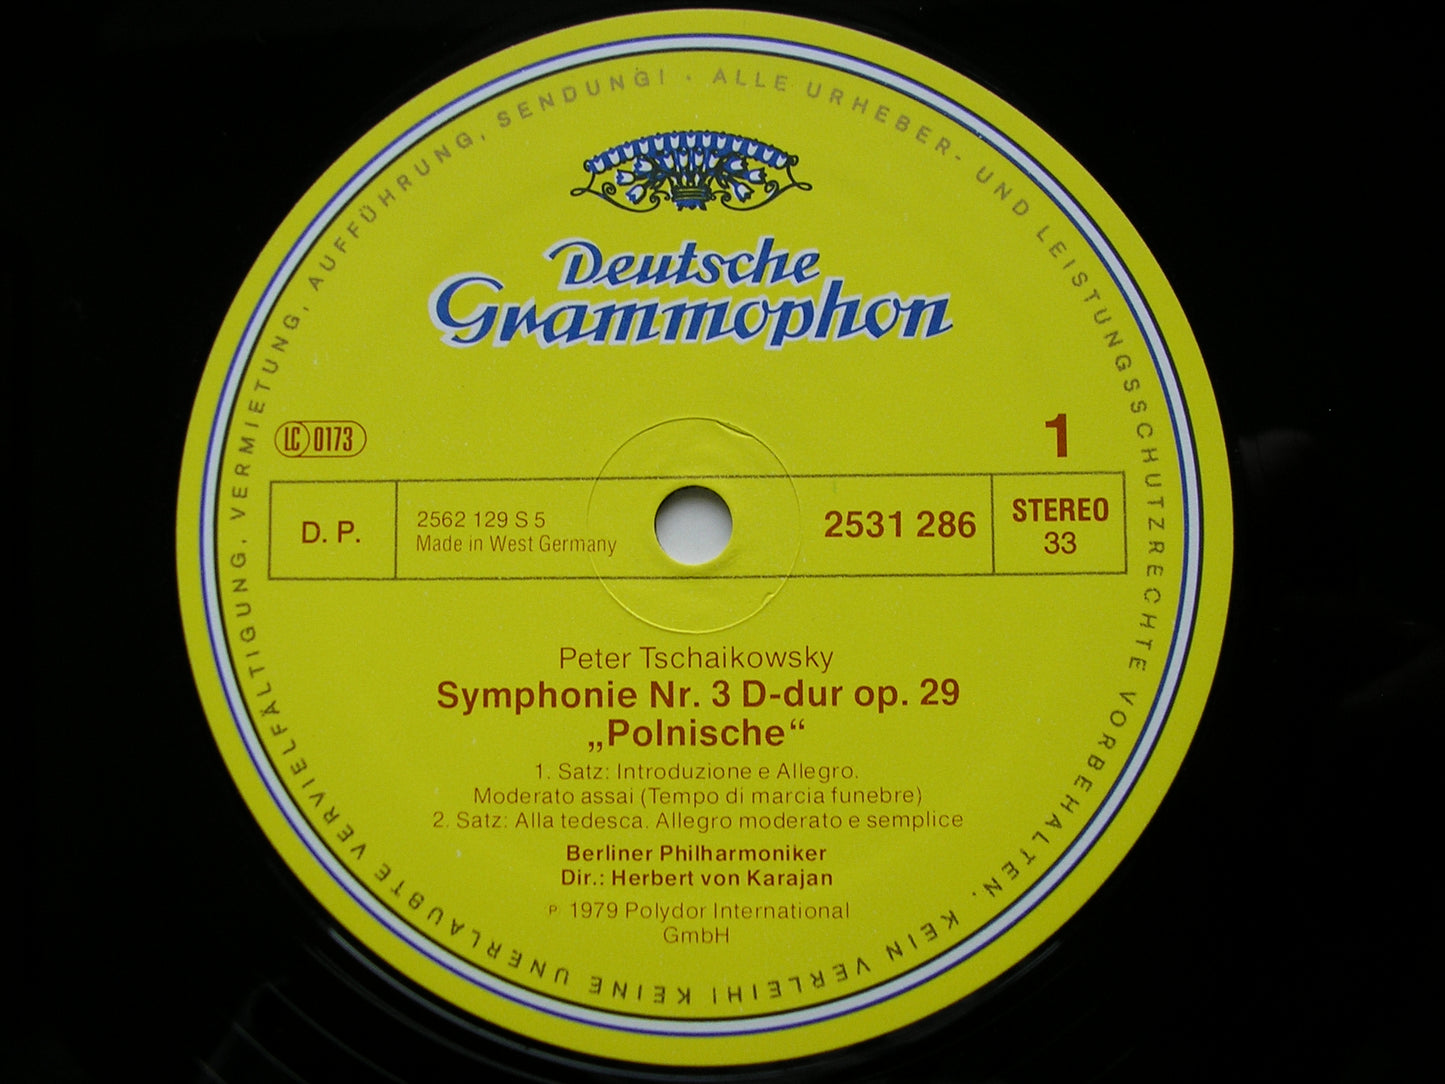 ALLE URHEBER- UND LEISTUNGSSCHUTZRECHTE VORBEHALTEN. KEIN VERLEIH! KEINE UNERLAUBTE VERVIELFÄLTIGUNG, VERMIETUNG, AUFFÜHRUNG, SENDUNG! ·
Deutsche
Grammophon
LC 0173
1
D. P.
2562 129 S 5
Made in West Germany
2531 286
STEREO
33
Peter Tschaikowsky
Symphonie Nr. 3 D-dur op. 29
„Polnische“
1. Satz: Introduzione e Allegro.
Moderato assai (Tempo di marcia funebre)
2. Satz: Alla tedesca. Allegro moderato e semplice
Berliner Philharmoniker
Dir.: Herbert von Karajan
℗ 1979 Polydor International
GmbH